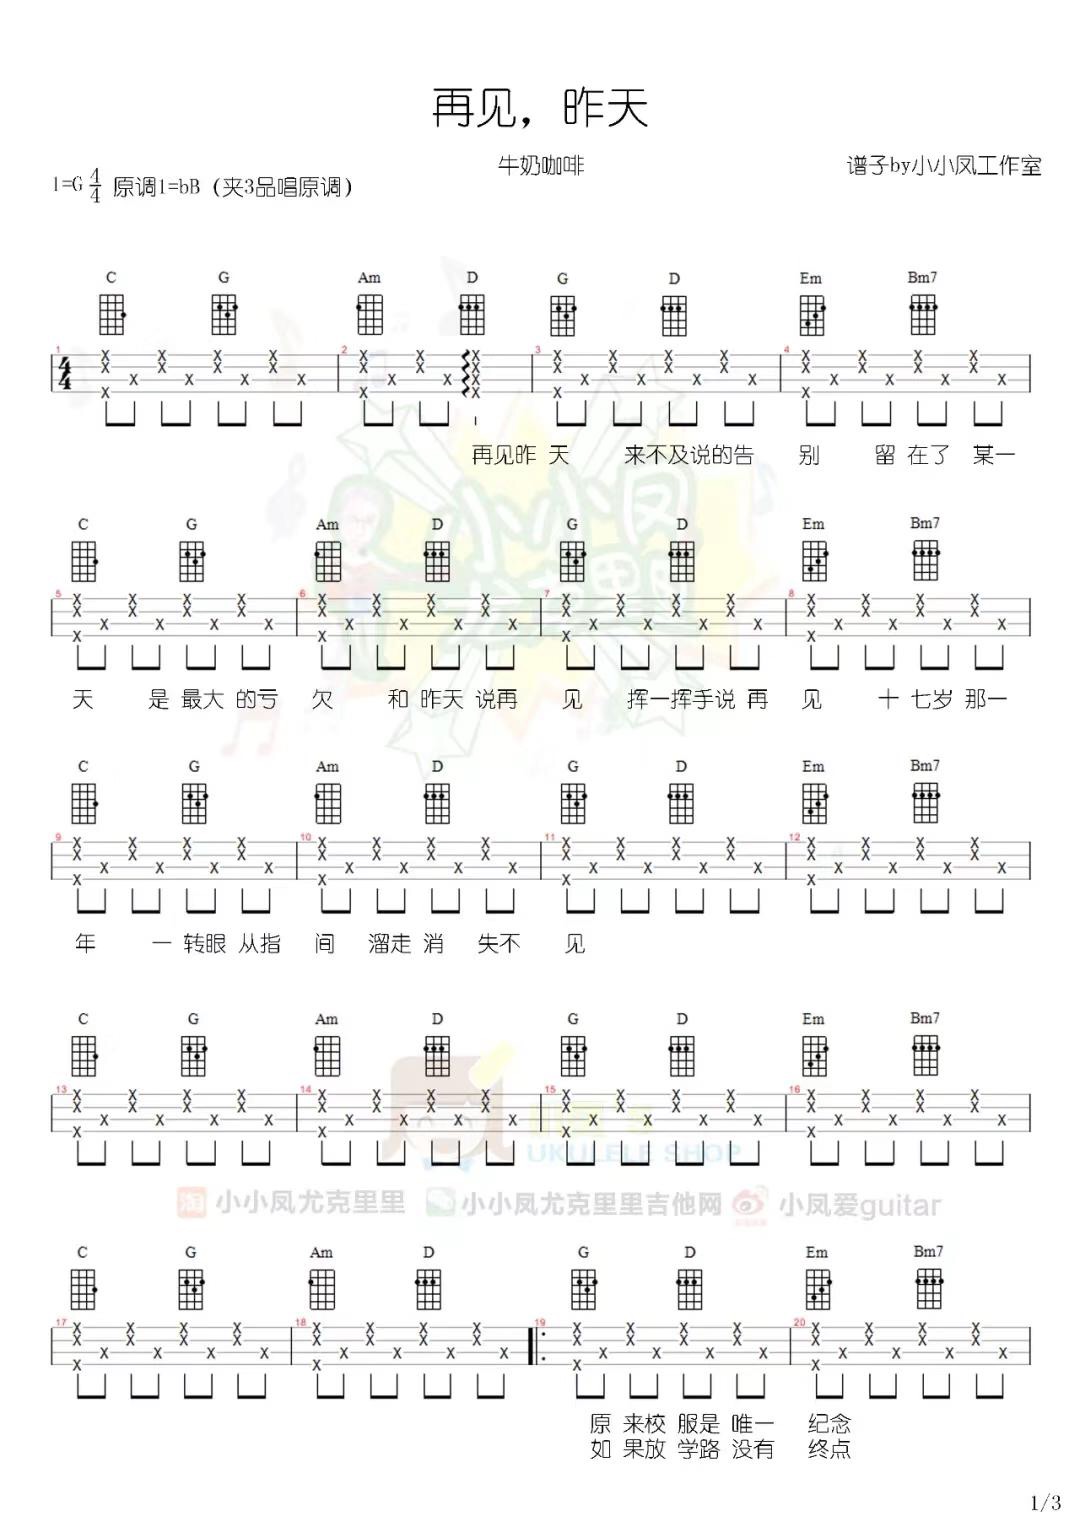 再见，昨天
牛奶咖啡
谱子by小小凤工作室
1=G 4/4 原调1=bB（夹3品唱原调）
C G Am D G D Em Bm7
1 2 3 4
再见昨 天 来不及说的告 别 留 在了 某一
C G Am D G D Em Bm7
5 6 7 8
天 是 最大 的亏 欠 和 昨天 说再 见 挥一挥手说 再 见 十 七岁 那一
C G Am D G D Em Bm7
9 10 11 12
年 一 转眼 从指 间 溜走 消 失不 见
C G Am D G D Em Bm7
13 14 15 16
UKULELE SHOP
淘 小小凤尤克里里 小小凤尤克里里吉他网 小凤爱guitar
C G Am D G D Em Bm7
17 18 19 20
原 来校 服是 唯一 纪念
如 果放 学路 没有 终点
1/3